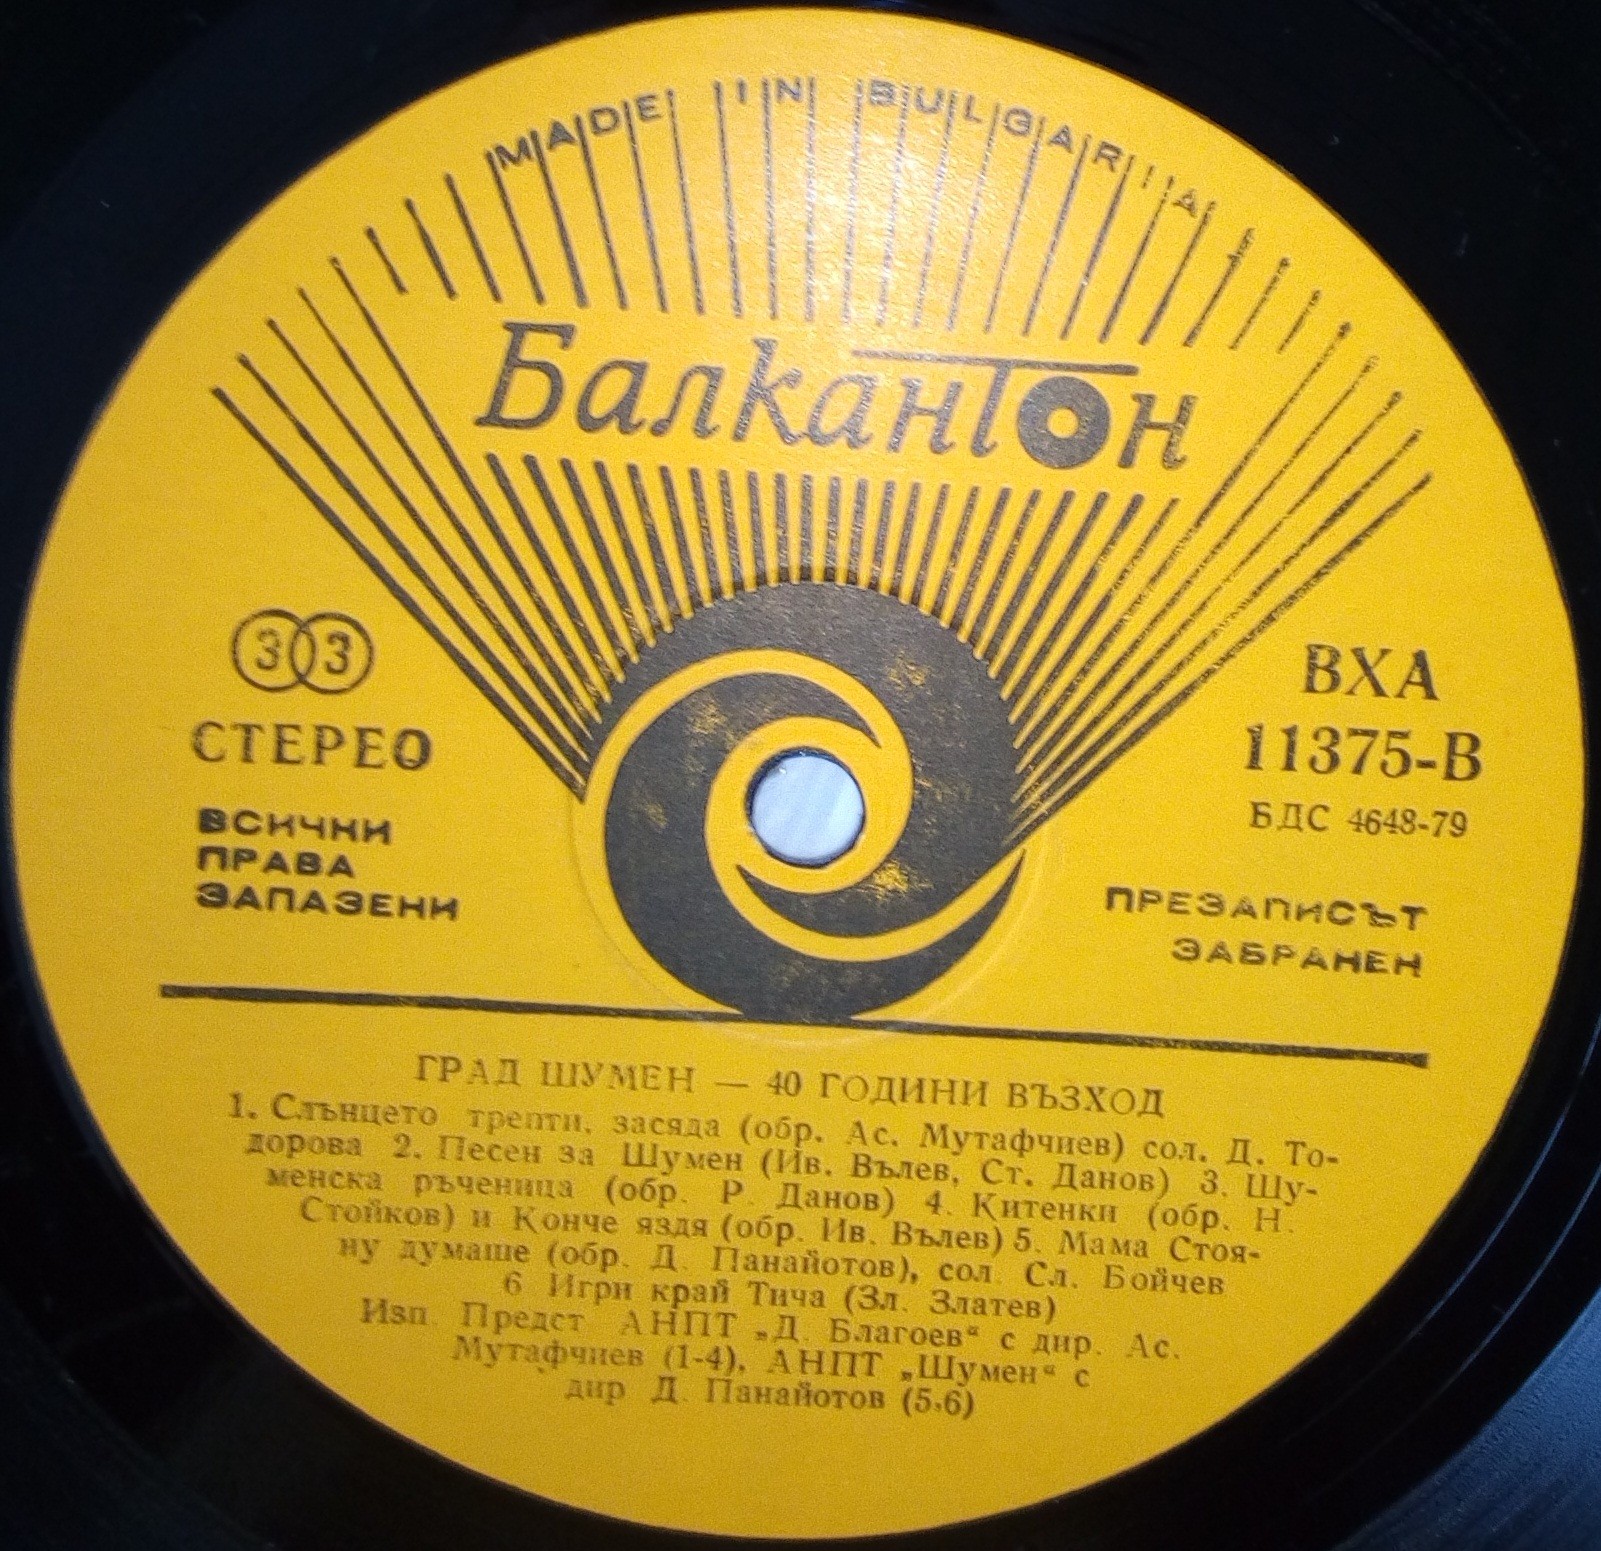 MADE IN BULGARIA
Балкантон
33
СТЕРЕО
ВСИЧНИ
ПРАВА
ЗАПАЗЕНИ
ВХА
11375-В
БДС 4648-79
ПРЕЗАПИСЪТ
ЗАБРАНЕН
ГРАД ШУМЕН — 40 ГОДИНИ ВЪЗХОД
1. Слънцето трепти, засяда (обр. Ас. Мутафчиев) сол. Д. То-
дорова 2. Песен за Шумен (Ив. Вълев, Ст. Данов) 3. Шу-
менска ръченица (обр. Р. Данов) 4. Китенки (обр. Н.
Стойков) и Конче яздя (обр. Ив. Вълев) 5. Мама Стоя-
ну думаше (обр. Д. Панайотов), сол. Сл. Бойчев
6 Игри край Тича (Зл. Златев)
Изп. Предст АНПТ „Д. Благоев“ с дир. Ас.
Мутафчиев (1-4), АНПТ „Шумен“ с
дир Д. Панайотов (5,6)